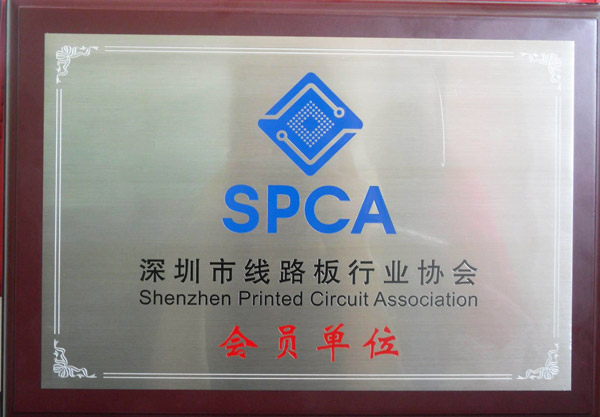 SPCA
深圳市线路板行业协会
Shenzhen Printed Circuit Association
会员单位